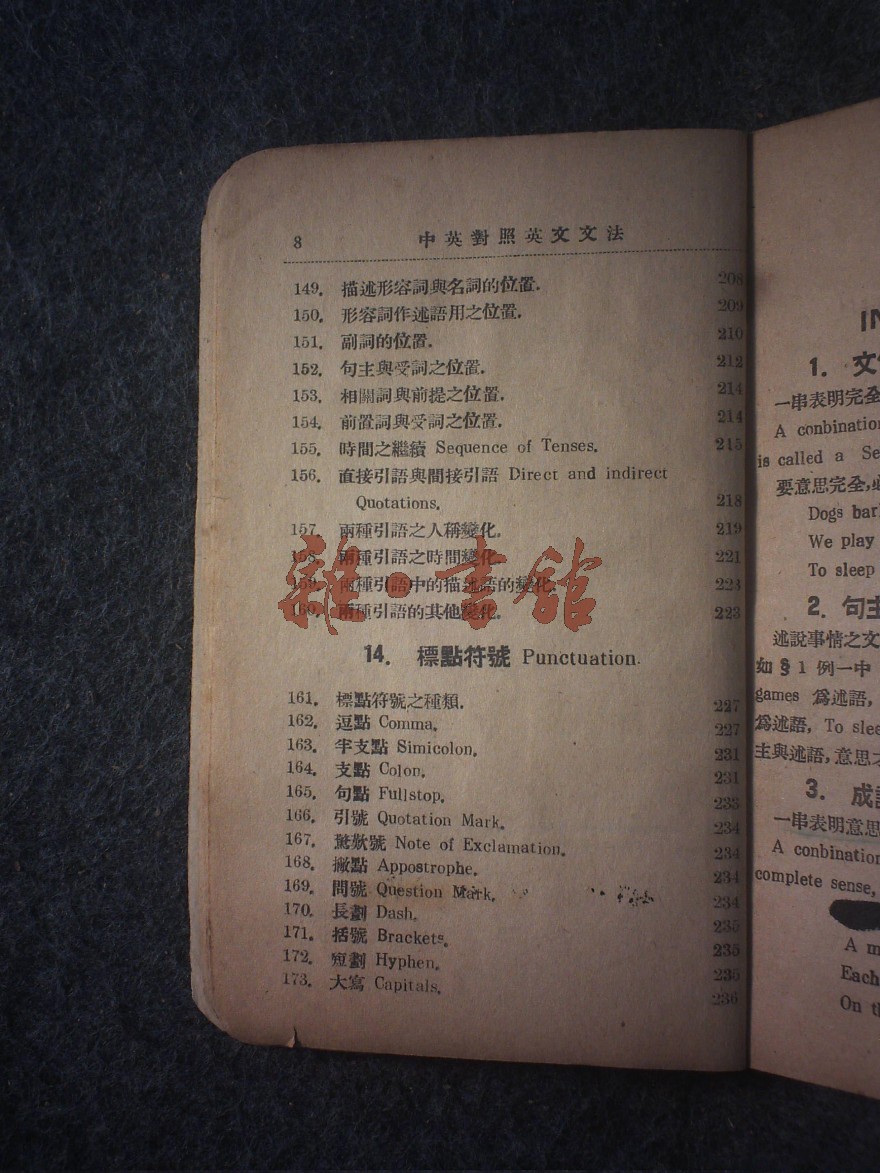 8 中英對照英文文法
149. 描述形容詞與名詞的位置. 208
150. 形容詞作述語用之位置. 209
151. 副詞的位置. 210
152. 句主與受詞之位置. 212
153. 相關詞與前提之位置. 214
154. 前置詞與受詞之位置. 214
155. 時間之繼續 Sequence of Tenses. 215
156. 直接引語與間接引語 Direct and indirect
Quotations. 218
157. 兩種引語之人稱變化. 219
158. 兩種引語之時間變化. 221
159. 兩種引語中的描述語的變化. 223
160. 兩種引語的其他變化. 223
雜·書館
14. 標點符號 Punctuation.
161. 標點符號之種類. 227
162. 逗點 Comma. 227
163. 半支點 Simicolon. 231
164. 支點 Colon. 231
165. 句點 Fullstop. 233
166. 引號 Quotation Mark. 234
167. 驚歎號 Note of Exclamation. 234
168. 撇點 Appostrophe. 234
169. 問號 Question Mark. 234
170. 長劃 Dash. 235
171. 括號 Brackets. 235
172. 短劃 Hyphen. 235
173. 大寫 Capitals. 236
IN
1. 文
一串表明完全
A conbination
is called a Se
要意思完全,必
Dogs bar
We play
To sleep
2. 句主
述說事情之文
如 § 1 例一中
games 爲述語,
爲述語, To slee
主與述語,意思
3. 成
一串表明意思
A conbination
complete sense,
A m
Each
On th